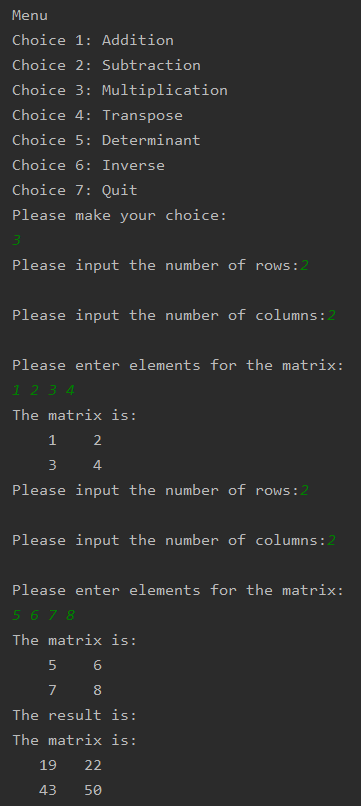 Menu
Choice 1: Addition
Choice 2: Subtraction
Choice 3: Multiplication
Choice 4: Transpose
Choice 5: Determinant
Choice 6: Inverse
Choice 7: Quit
Please make your choice:
3
Please input the number of rows:2
Please input the number of columns:2
Please enter elements for the matrix:
1 2 3 4
The matrix is:
1 2
3 4
Please input the number of rows:2
Please input the number of columns:2
Please enter elements for the matrix:
5 6 7 8
The matrix is:
5 6
7 8
The result is:
The matrix is:
19 22
43 50